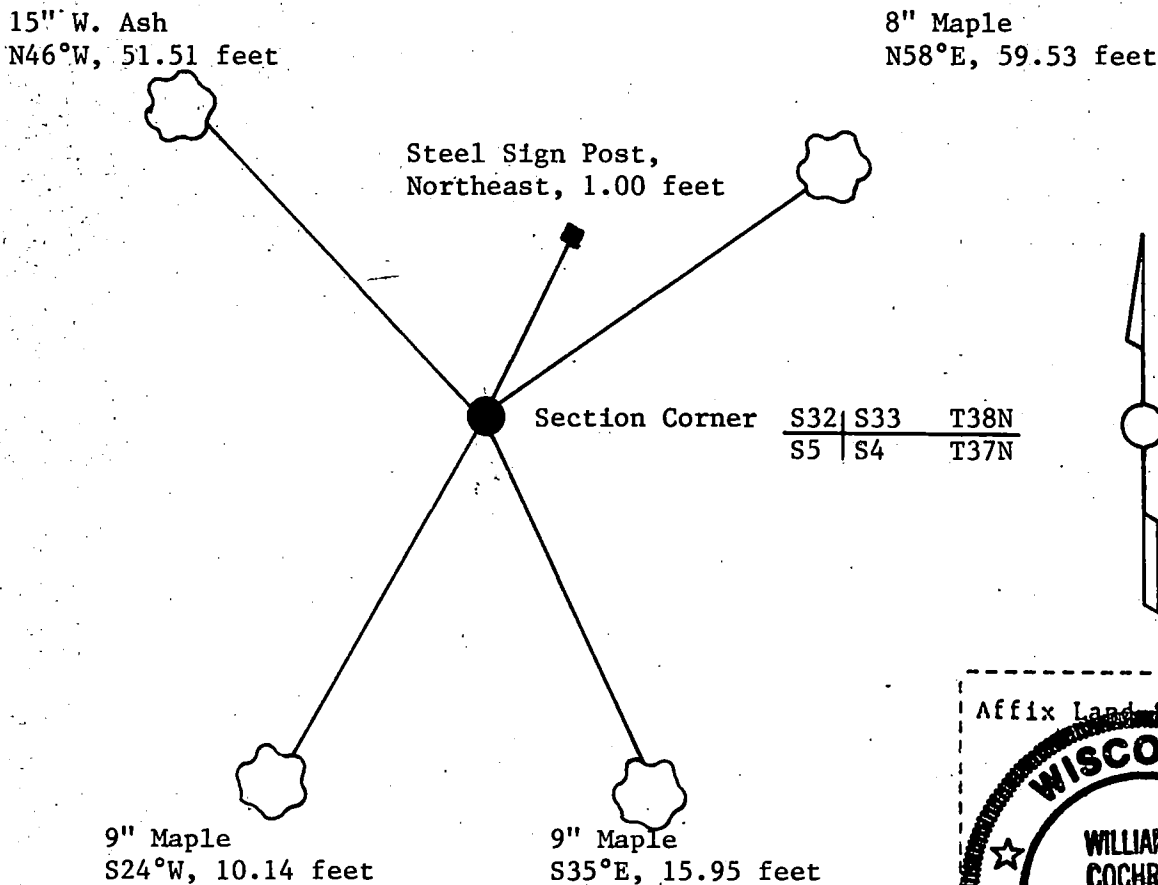 15" W. Ash
N46°W, 51.51 feet
8" Maple
N58°E, 59.53 feet
Steel Sign Post,
Northeast, 1.00 feet
Section Corner
S32 S33 T38N
S5 S4 T37N
9" Maple
S24°W, 10.14 feet
9" Maple
S35°E, 15.95 feet
Affix Land
WISCO
WILLIA
COCHR